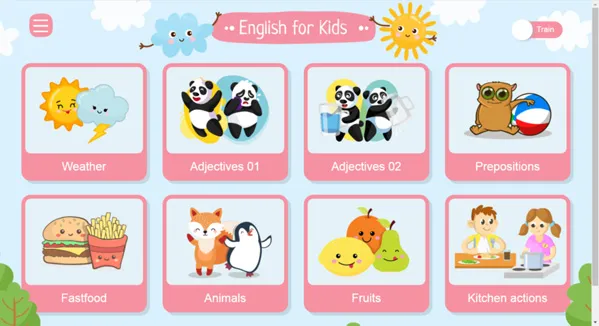 English for Kids
Train
Weather
Adjectives 01
Adjectives 02
Prepositions
Fastfood
Animals
Fruits
Kitchen actions